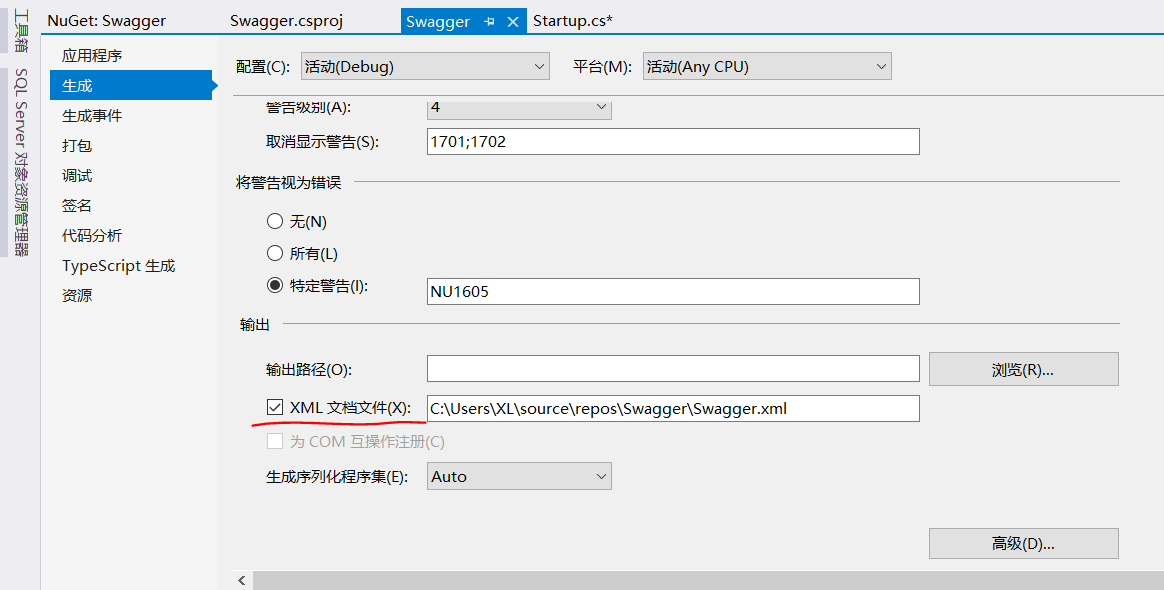 NuGet: Swagger
Swagger.csproj
Swagger
Startup.cs*
工具箱
SQL Server 对象资源管理器
应用程序
生成
生成事件
打包
调试
签名
代码分析
TypeScript 生成
资源
配置(C): 活动(Debug) 平台(M): 活动(Any CPU)
警告级别(A): 4
取消显示警告(S): 1701;1702
将警告视为错误
无(N)
所有(L)
特定警告(I): NU1605
输出
输出路径(O): 浏览(R)...
XML 文档文件(X): C:\Users\XL\source\repos\Swagger\Swagger.xml
为 COM 互操作注册(C)
生成序列化程序集(E): Auto
高级(D)...